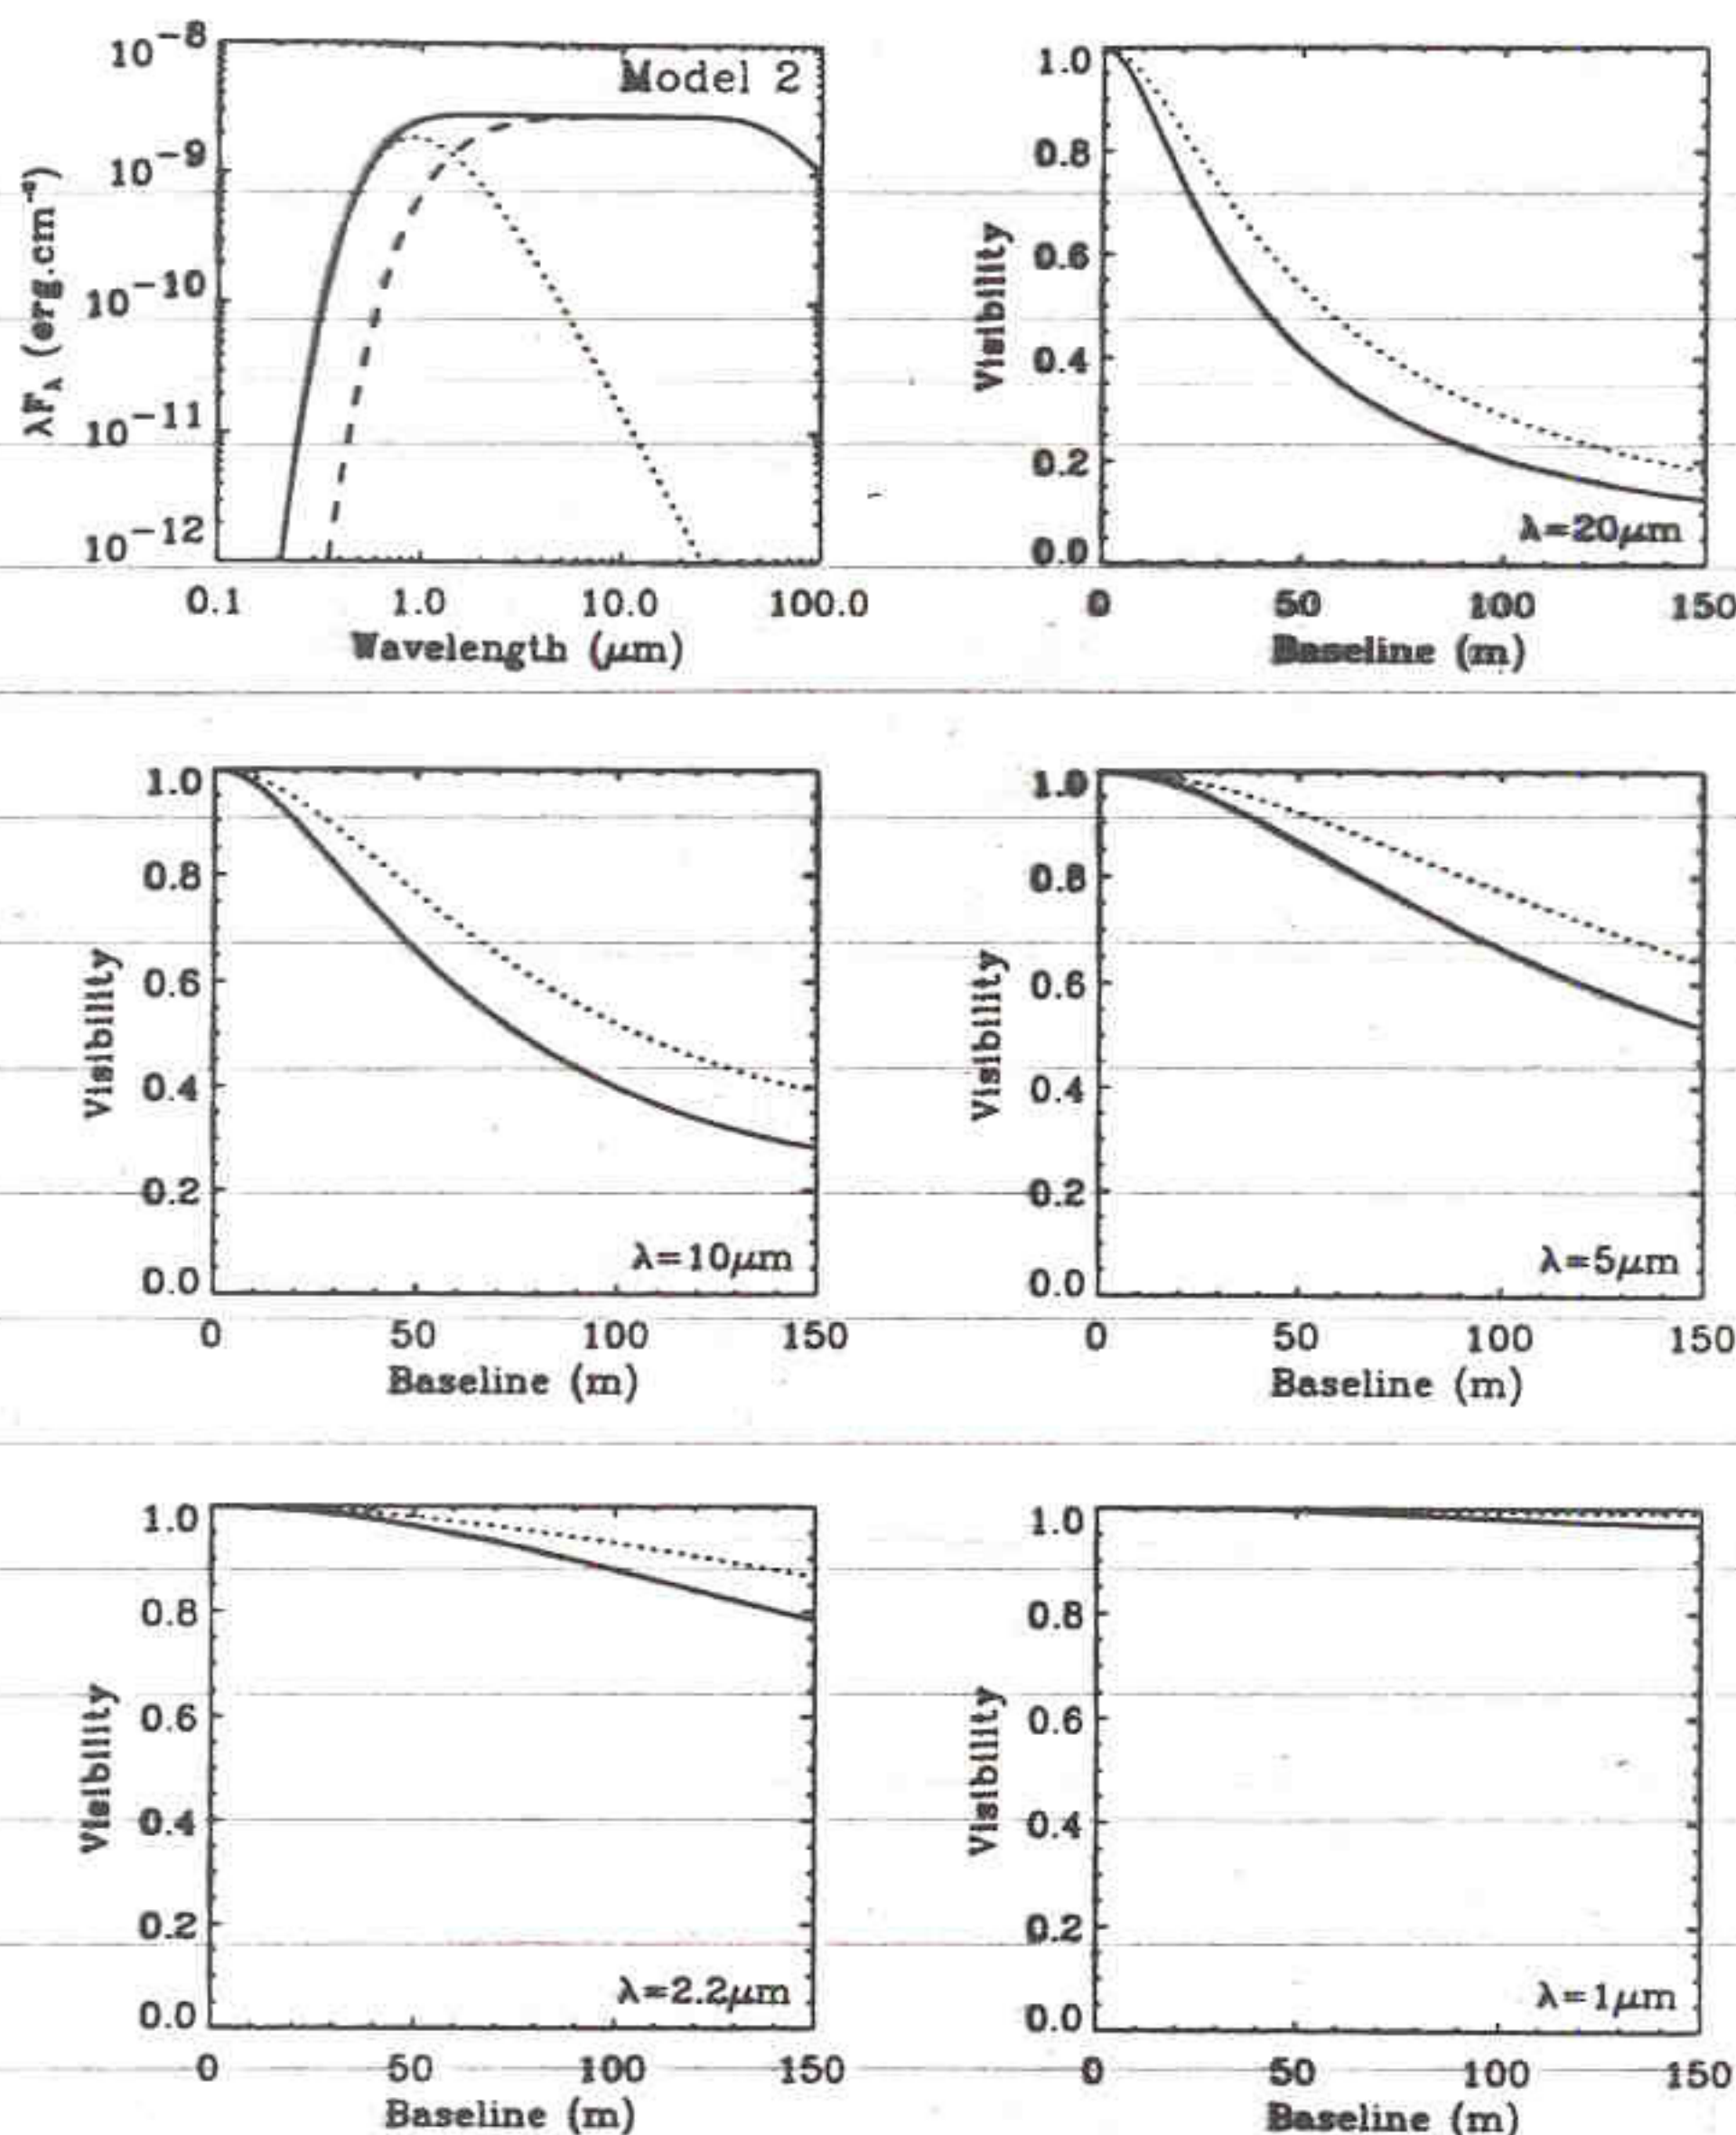 Model 2
10−8
10−9
10−10
10−11
10−12
λFλ (erg.cm−2)
0.1 1.0 10.0 100.0
Wavelength (μm)
1.0
0.8
0.6
0.4
0.2
0.0
Visibility
λ=20μm
0 50 100 150
Baseline (m)
1.0
0.8
0.6
0.4
0.2
0.0
Visibility
λ=10μm
0 50 100 150
Baseline (m)
1.0
0.8
0.6
0.4
0.2
0.0
Visibility
λ=5μm
0 50 100 150
Baseline (m)
1.0
0.8
0.6
0.4
0.2
0.0
Visibility
λ=2.2μm
0 50 100 150
Baseline (m)
1.0
0.8
0.6
0.4
0.2
0.0
Visibility
λ=1μm
0 50 100 150
Baseline (m)